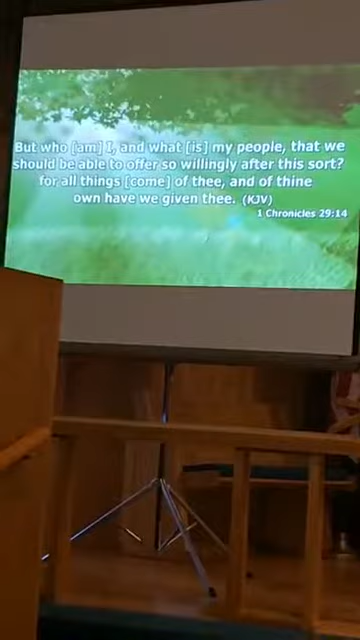 But who [am] I, and what [is] my people, that we
should be able to offer so willingly after this sort?
for all things [come] of thee, and of thine
own have we given thee. (KJV)
1 Chronicles 29:14